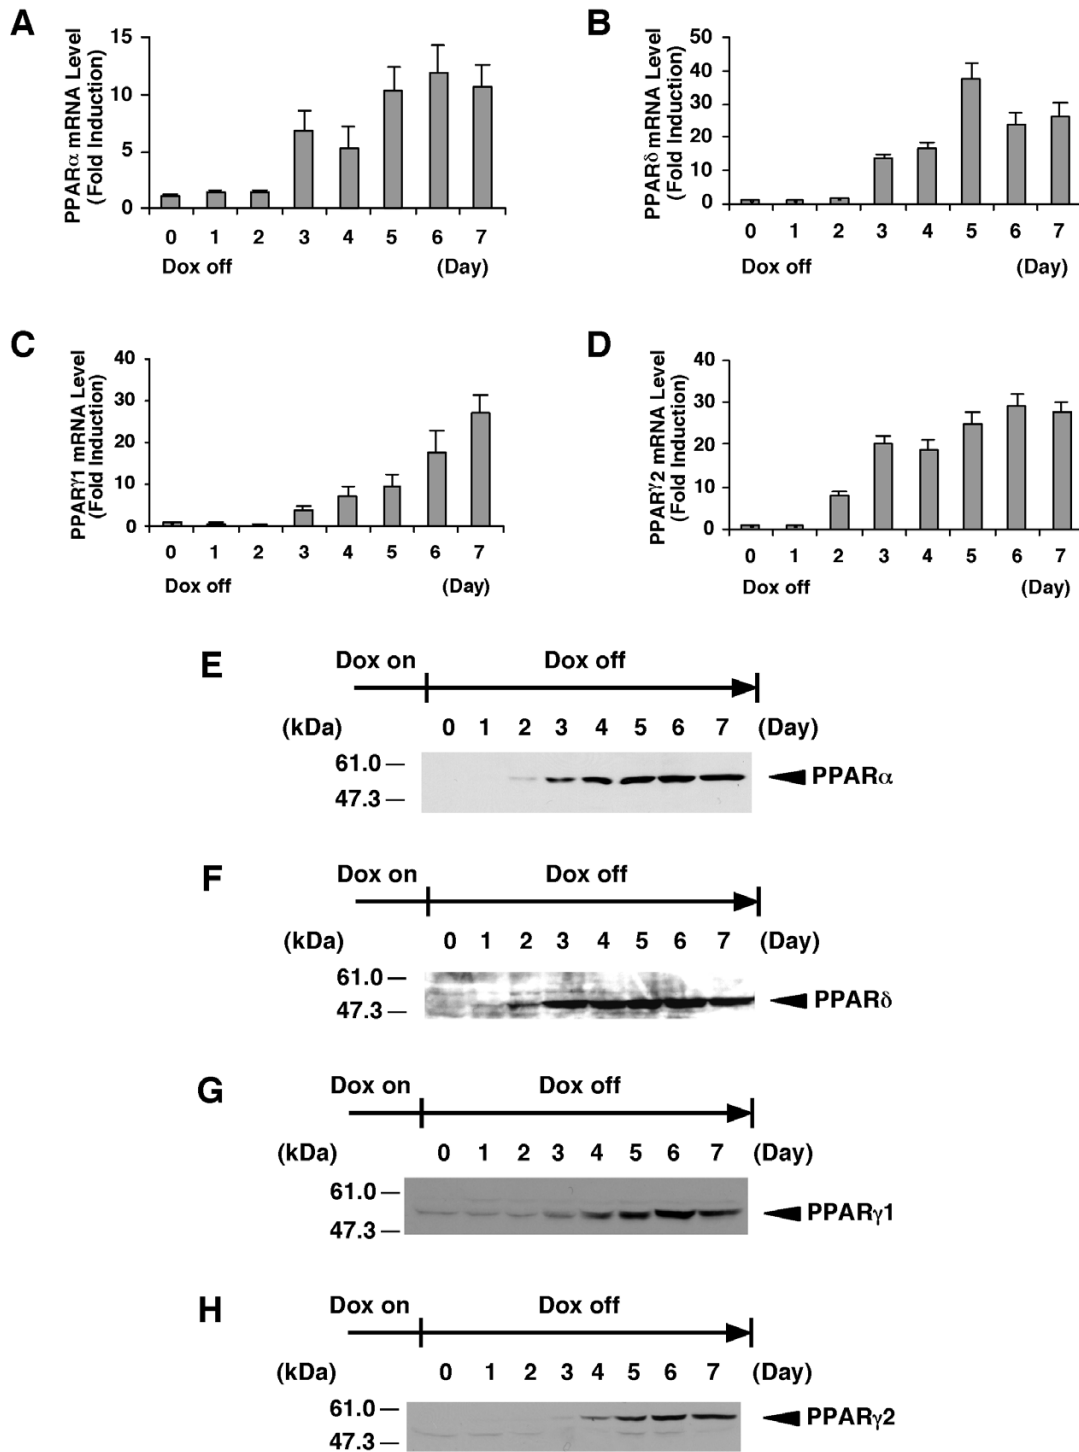 A
PPARα mRNA Level
(Fold Induction)
15
10
5
0
0 1 2 3 4 5 6 7
Dox off (Day)
B
PPARδ mRNA Level
(Fold Induction)
50
40
30
20
10
0
0 1 2 3 4 5 6 7
Dox off (Day)
C
PPARγ1 mRNA Level
(Fold Induction)
40
30
20
10
0
0 1 2 3 4 5 6 7
Dox off (Day)
D
PPARγ2 mRNA Level
(Fold Induction)
40
30
20
10
0
0 1 2 3 4 5 6 7
Dox off (Day)
E
Dox on Dox off
(kDa) 0 1 2 3 4 5 6 7 (Day)
61.0
PPARα
47.3
F
Dox on Dox off
(kDa) 0 1 2 3 4 5 6 7 (Day)
61.0
PPARδ
47.3
G
Dox on Dox off
(kDa) 0 1 2 3 4 5 6 7 (Day)
61.0
PPARγ1
47.3
H
Dox on Dox off
(kDa) 0 1 2 3 4 5 6 7 (Day)
61.0
PPARγ2
47.3